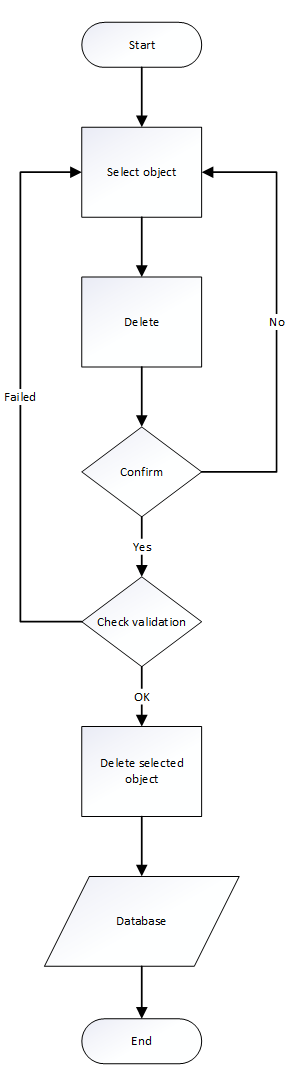 Start
Select object
Delete
No
Failed
Confirm
Yes
Check validation
OK
Delete selected
object
Database
End